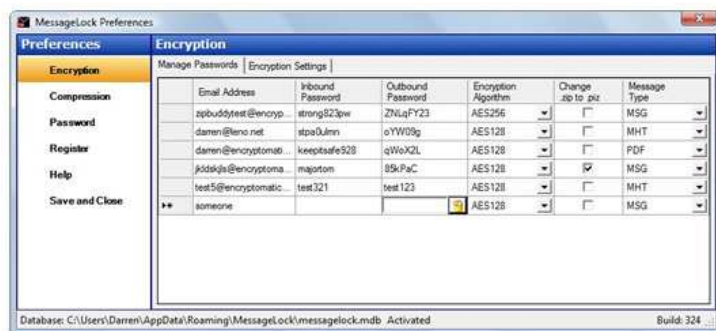 MessageLock Preferences
Preferences
Encryption
Encryption
Compression
Password
Register
Help
Save and Close
Manage Passwords Encryption Settings
Email Address Inbound Password Outbound Password Encryption Algorithm Change .zip to .piz Message Type
zipbuddytest@encryp... strong823pw ZNLqFY23 AES256 MSG
darren@leno.net stpa0ulmn oYW09g AES128 MHT
darren@encryptomati... keepitsafe928 qWoX2L AES128 PDF
jklddskjls@encryptoma... majortom 85kPaC AES128 MSG
test5@encryptomatic... test321 test123 AES128 MHT
someone AES128 MSG
Database: C:\Users\Darren\AppData\Roaming\MessageLock\messagelock.mdb Activated
Build: 324